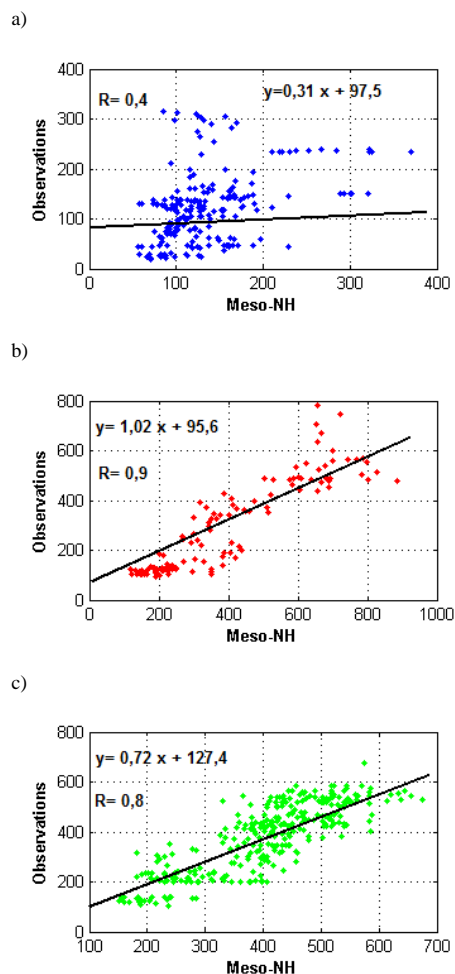 a)
400
R= 0,4
y=0,31 x + 97,5
300
Observations
200
100
0
0 100 200 300 400
Meso-NH
b)
800
y= 1,02 x + 95,6
600
R= 0,9
Observations
400
200
0
0 200 400 600 800 1000
Meso-NH
c)
800
y= 0,72 x + 127,4
600
R= 0,8
Observations
400
200
0
100 200 300 400 500 600 700
Meso-NH